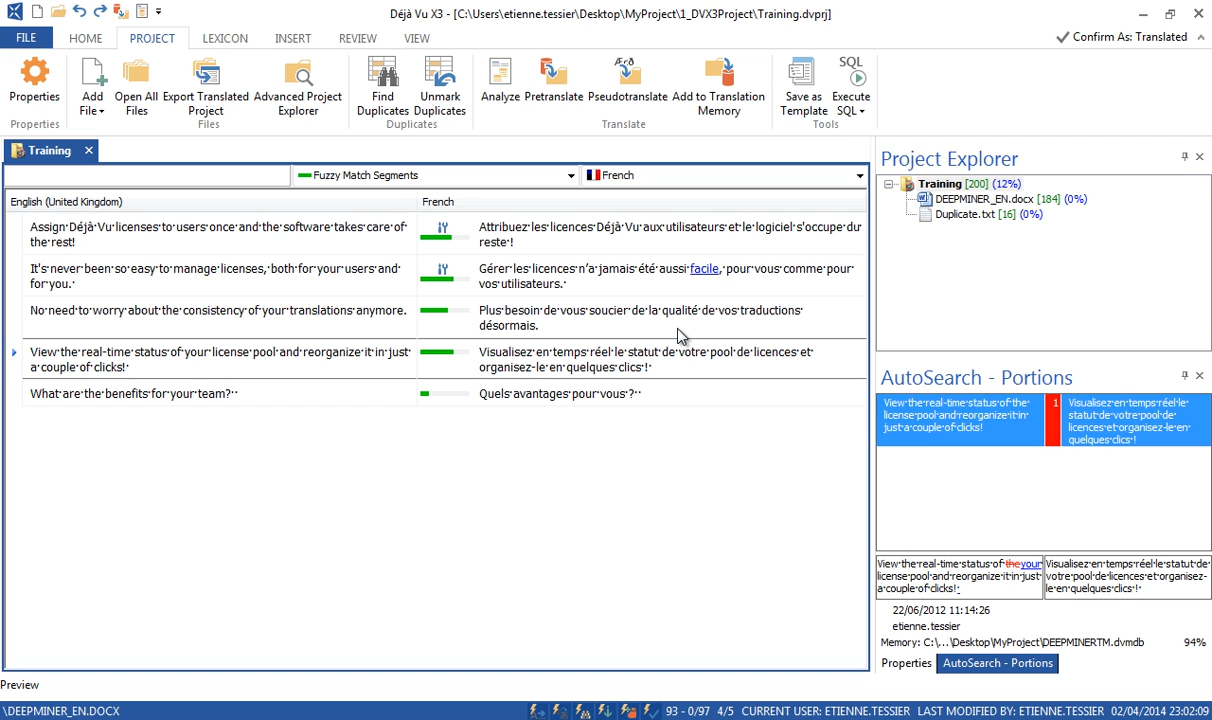 Déjà Vu X3 - [C:\Users\etienne.tessier\Desktop\MyProject\1_DVX3Project\Training.dvprj]
FILE HOME PROJECT LEXICON INSERT REVIEW VIEW
Confirm As: Translated
Properties
Add File
Open All Files
Export Translated Project
Advanced Project Explorer
Find Duplicates
Unmark Duplicates
Analyze
Pretranslate
Pseudotranslate
Add to Translation Memory
Save as Template
SQL
Execute SQL
Properties Files Duplicates Translate Tools
Training
Fuzzy Match Segments
French
English (United Kingdom)
French
Assign·Déjà·Vu·licenses·to·users·once·and·the·software·takes·care·of·
the·rest!
Attribuez·les·licences·Déjà·Vu·aux·utilisateurs·et·le·logiciel·s'occupe·du·
reste·!
It's·never·been·so·easy·to·manage·licenses,·both·for·your·users·and·
for·you.·
Gérer·les·licences·n'a·jamais·été·aussi·facile,·pour·vous·comme·pour·
vos·utilisateurs.·
No·need·to·worry·about·the·consistency·of·your·translations·anymore.
Plus·besoin·de·vous·soucier·de·la·qualité·de·vos·traductions·
désormais.
View·the·real-time·status·of·your·license·pool·and·reorganize·it·in·just·
a·couple·of·clicks!·
Visualisez·en·temps·réel·le·statut·de·votre·pool·de·licences·et·
organisez-le·en·quelques·clics·!·
What·are·the·benefits·for·your·team?··
Quels·avantages·pour·vous·?··
Project Explorer
Training [200] (12%)
DEEPMINER_EN.docx [184] (0%)
Duplicate.txt [16] (0%)
AutoSearch - Portions
View·the·real-time·status·of·the·
license·pool·and·reorganize·it·in·
just·a·couple·of·clicks!
1
Visualisez·en·temps·réel·le·
statut·de·votre·pool·de·
licences·et·organisez-le·en·
quelques·clics·!
View·the·real-time·status·of·theyour·
license·pool·and·reorganize·it·in·just·
a·couple·of·clicks!·
Visualisez·en·temps·réel·le·statut·de·
votre·pool·de·licences·et·organisez-
le·en·quelques·clics·!·
22/06/2012 11:14:26
etienne.tessier
Memory: C:\...\Desktop\MyProject\DEEPMINERTM.dvmdb 94%
Properties AutoSearch - Portions
Preview
\DEEPMINER_EN.DOCX 93 - 0/97 4/5 CURRENT USER: ETIENNE.TESSIER LAST MODIFIED BY: ETIENNE.TESSIER 02/04/2014 23:02:09